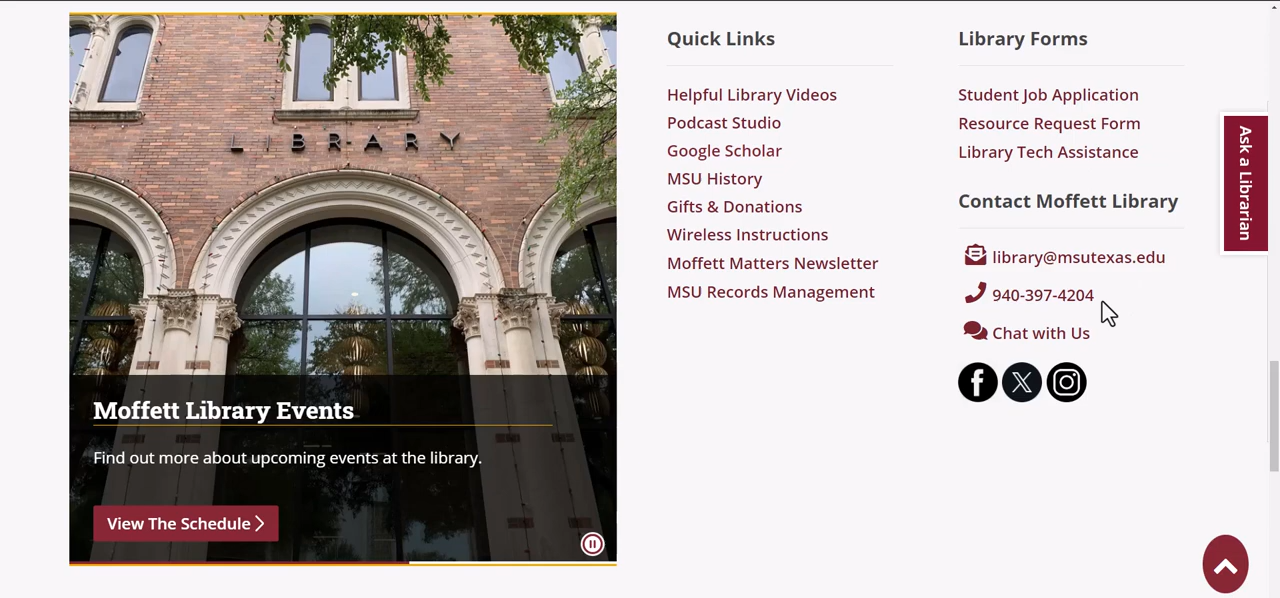 LIBRARY
Moffett Library Events
Find out more about upcoming events at the library.
View The Schedule
Quick Links
Helpful Library Videos
Podcast Studio
Google Scholar
MSU History
Gifts & Donations
Wireless Instructions
Moffett Matters Newsletter
MSU Records Management
Library Forms
Student Job Application
Resource Request Form
Library Tech Assistance
Contact Moffett Library
library@msutexas.edu
940-397-4204
Chat with Us
Ask a Librarian